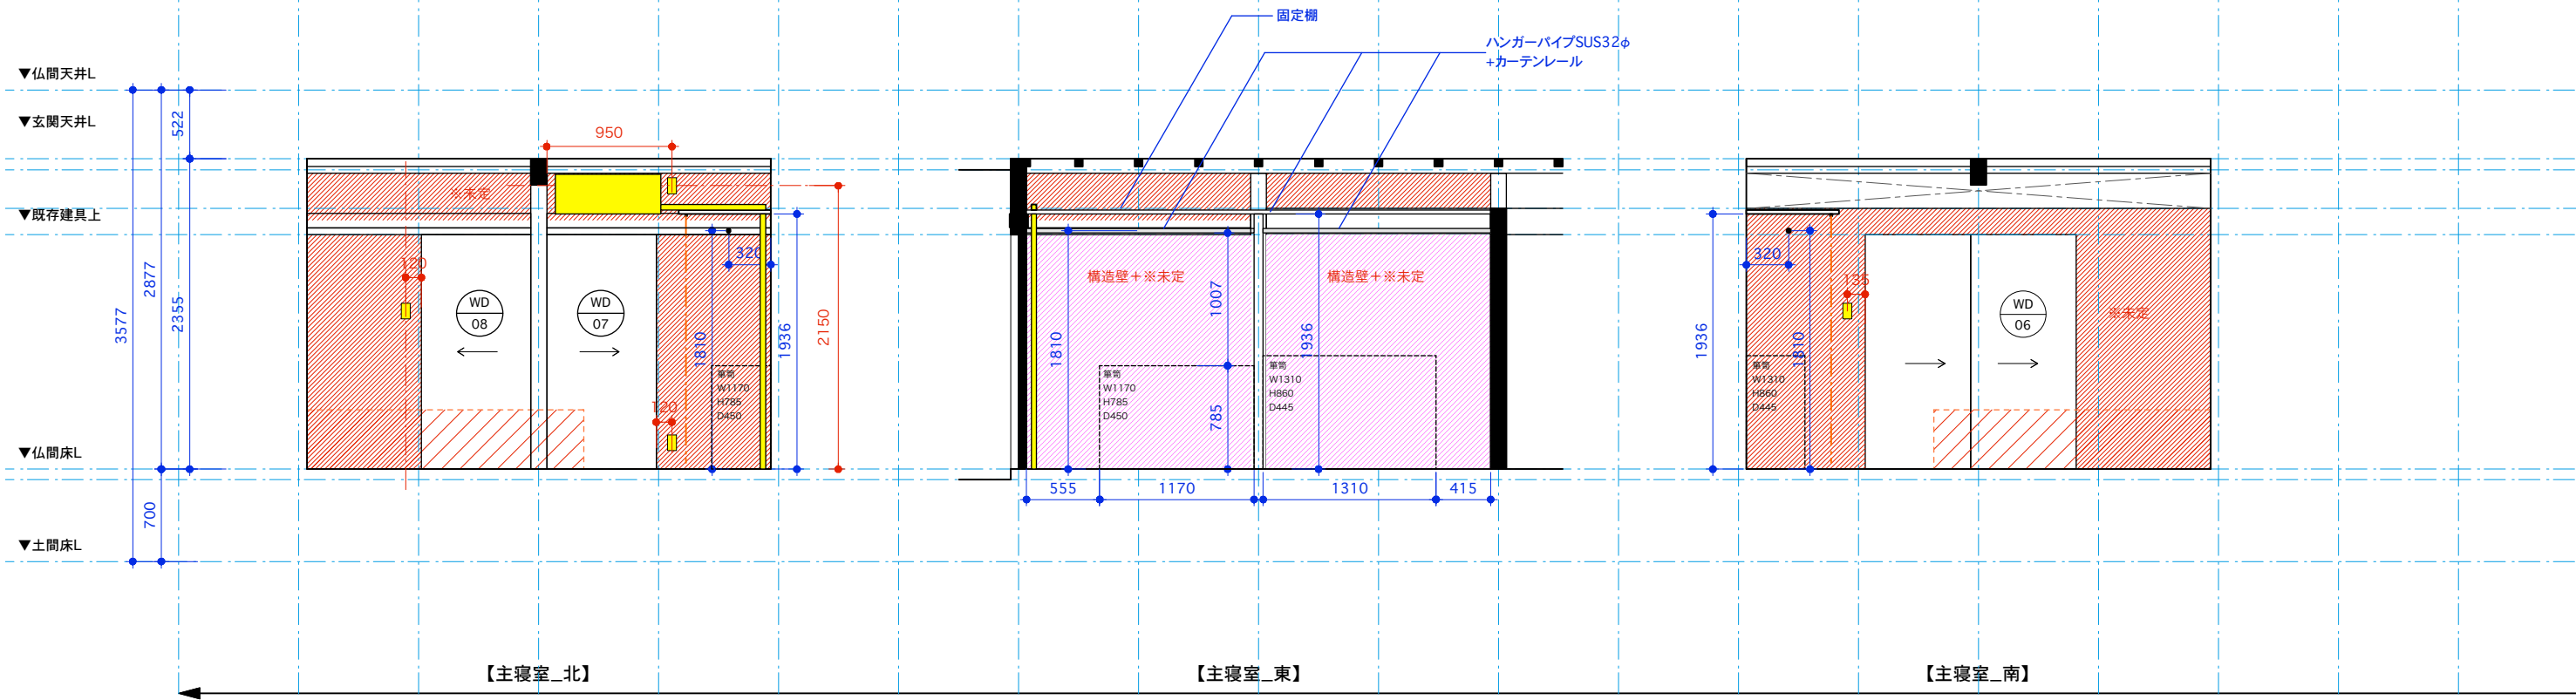 固定棚
ハンガーパイプSUS32φ
+カーテンレール
▼仏間天井L
▼玄関天井L
▼既存建具上
▼仏間床L
▼土間床L
3577
2877
700
522
2355
950
※未定
120
WD
08
WD
07
320
1810
1936
2150
120
箪笥
W1170
H785
D450
構造壁+※未定
構造壁+※未定
1810
1007
785
1936
箪笥
W1170
H785
D450
箪笥
W1310
H860
D445
555
1170
1310
415
1936
320
135
1810
WD
06
※未定
箪笥
W1310
H860
D445
【主寝室_北】
【主寝室_東】
【主寝室_南】